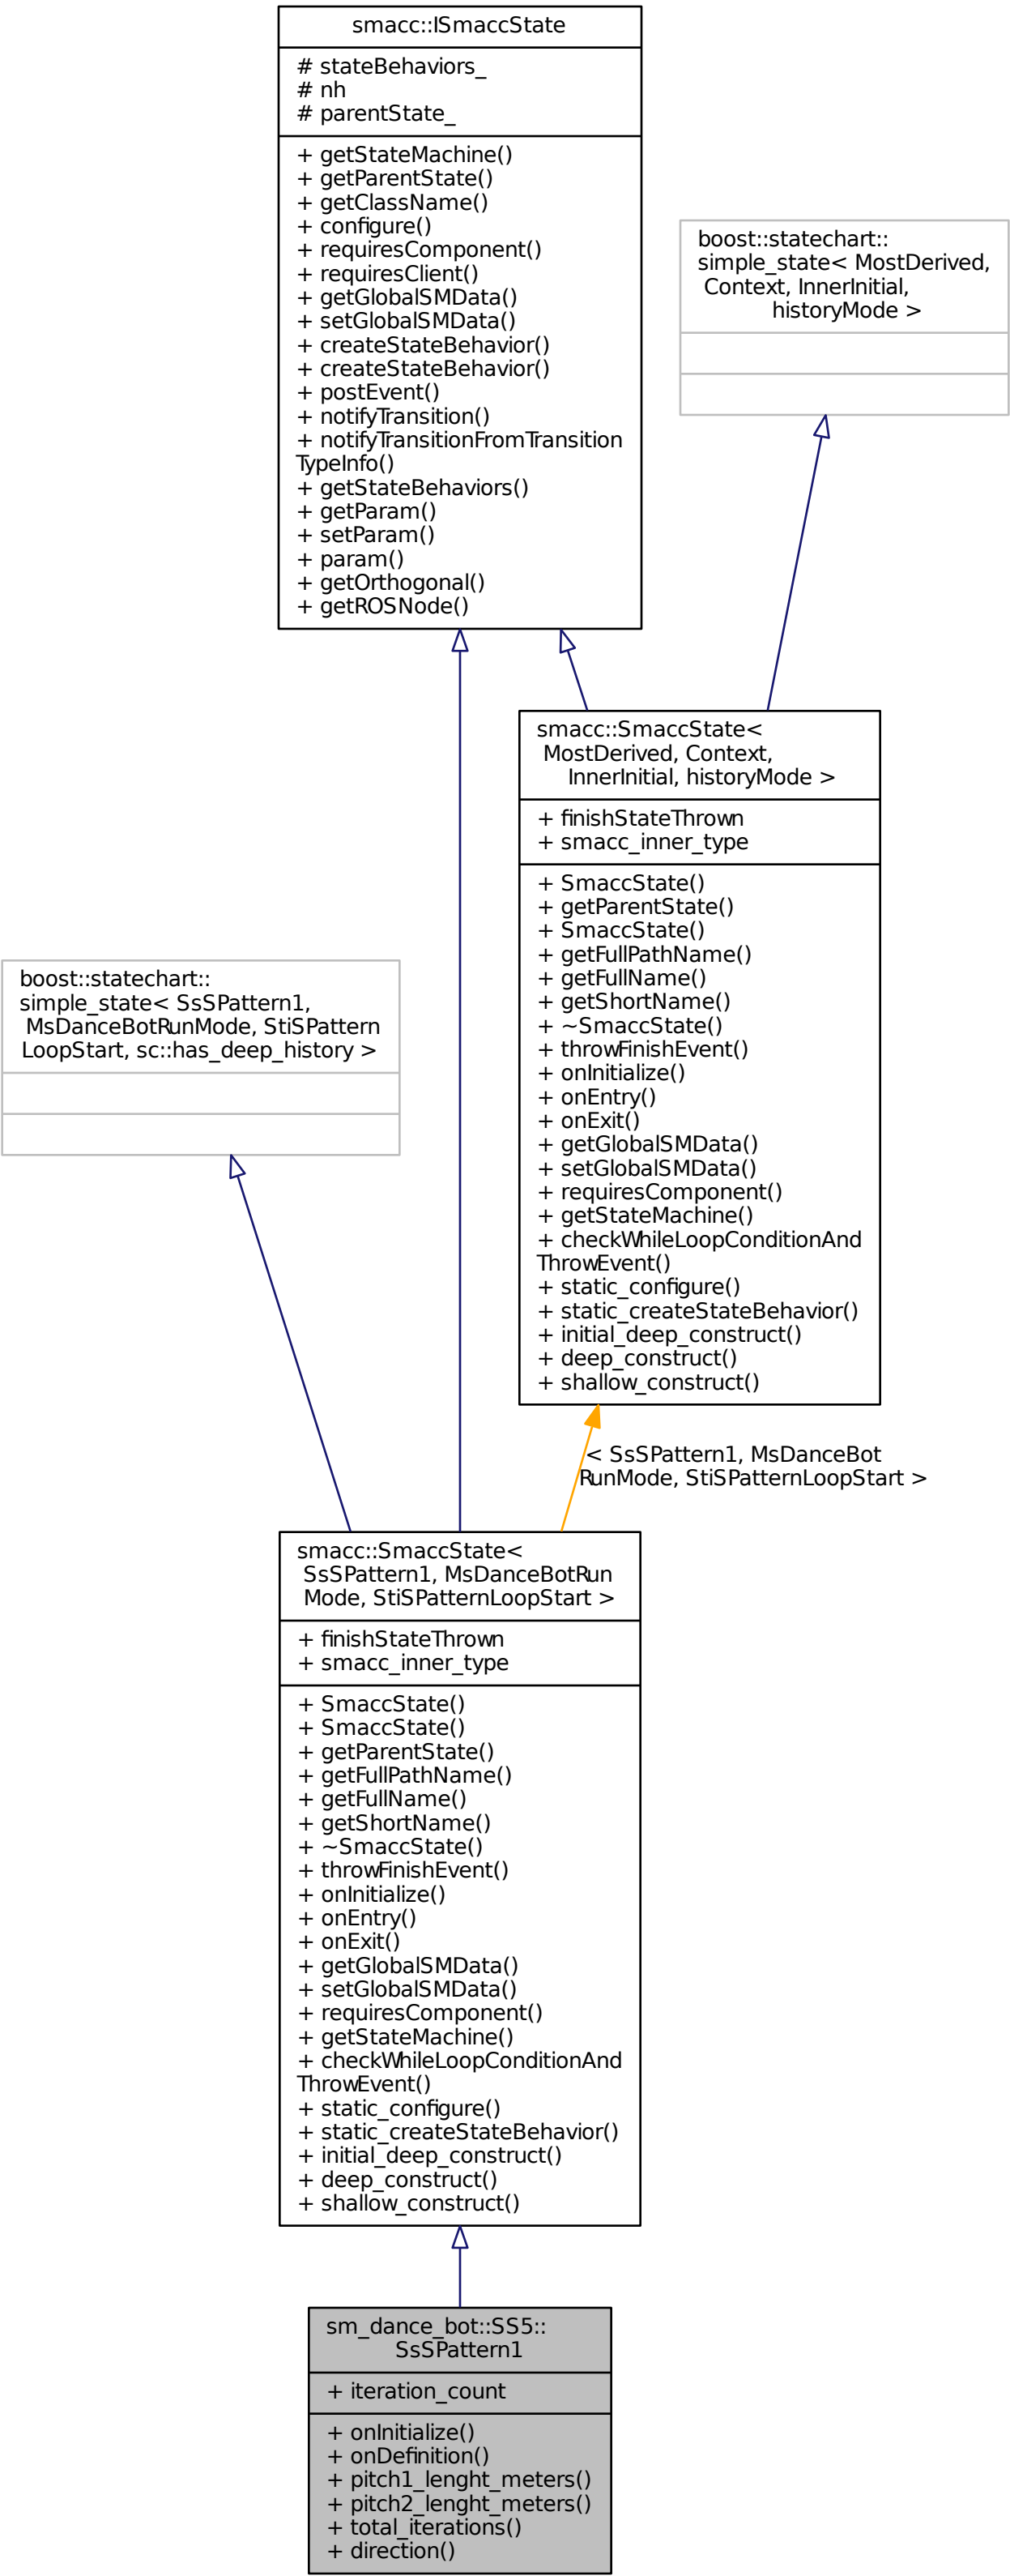 smacc::ISmaccState
# stateBehaviors_
# nh
# parentState_
+ getStateMachine()
+ getParentState()
+ getClassName()
+ configure()
+ requiresComponent()
+ requiresClient()
+ getGlobalSMData()
+ setGlobalSMData()
+ createStateBehavior()
+ createStateBehavior()
+ postEvent()
+ notifyTransition()
+ notifyTransitionFromTransition
TypeInfo()
+ getStateBehaviors()
+ getParam()
+ setParam()
+ param()
+ getOrthogonal()
+ getROSNode()
boost::statechart::
simple_state< MostDerived,
Context, InnerInitial,
historyMode >
smacc::SmaccState<
MostDerived, Context,
InnerInitial, historyMode >
+ finishStateThrown
+ smacc_inner_type
+ SmaccState()
+ getParentState()
+ SmaccState()
+ getFullPathName()
+ getFullName()
+ getShortName()
+ ~SmaccState()
+ throwFinishEvent()
+ onInitialize()
+ onEntry()
+ onExit()
+ getGlobalSMData()
+ setGlobalSMData()
+ requiresComponent()
+ getStateMachine()
+ checkWhileLoopConditionAnd
ThrowEvent()
+ static_configure()
+ static_createStateBehavior()
+ initial_deep_construct()
+ deep_construct()
+ shallow_construct()
boost::statechart::
simple_state< SsSPattern1,
MsDanceBotRunMode, StiSPattern
LoopStart, sc::has_deep_history >
< SsSPattern1, MsDanceBot
RunMode, StiSPatternLoopStart >
smacc::SmaccState<
SsSPattern1, MsDanceBotRun
Mode, StiSPatternLoopStart >
+ finishStateThrown
+ smacc_inner_type
+ SmaccState()
+ SmaccState()
+ getParentState()
+ getFullPathName()
+ getFullName()
+ getShortName()
+ ~SmaccState()
+ throwFinishEvent()
+ onInitialize()
+ onEntry()
+ onExit()
+ getGlobalSMData()
+ setGlobalSMData()
+ requiresComponent()
+ getStateMachine()
+ checkWhileLoopConditionAnd
ThrowEvent()
+ static_configure()
+ static_createStateBehavior()
+ initial_deep_construct()
+ deep_construct()
+ shallow_construct()
sm_dance_bot::SS5::
SsSPattern1
+ iteration_count
+ onInitialize()
+ onDefinition()
+ pitch1_lenght_meters()
+ pitch2_lenght_meters()
+ total_iterations()
+ direction()